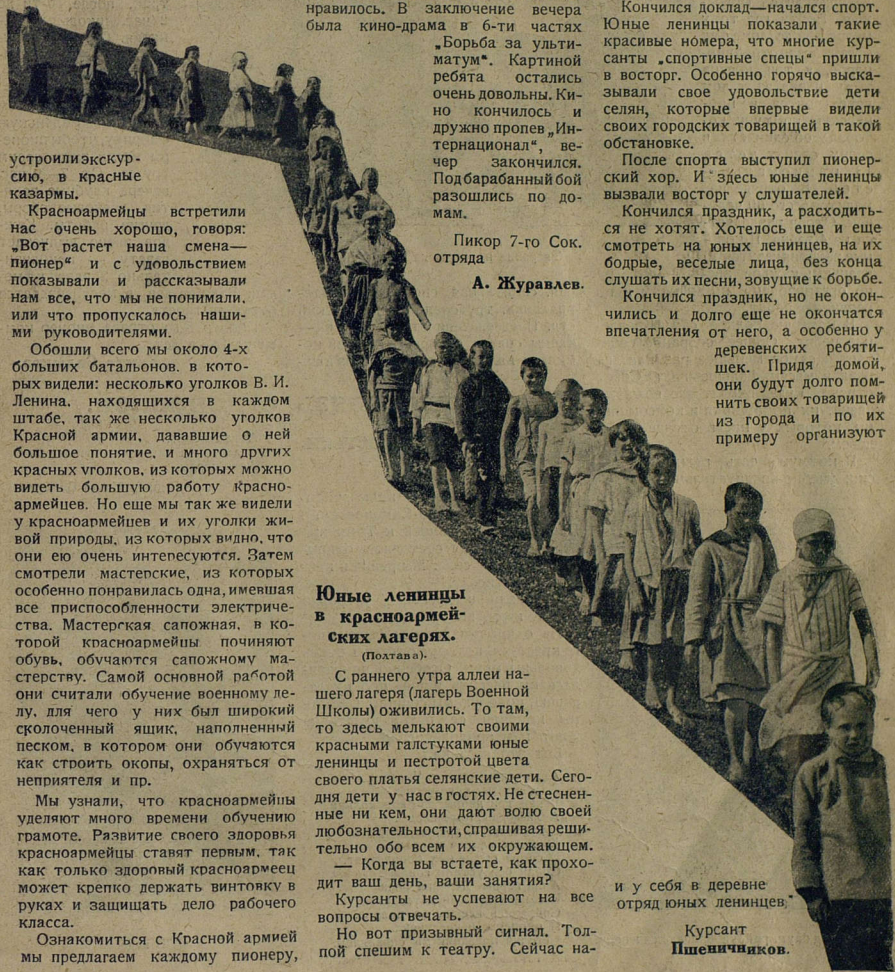 устроили экскур-
сию, в красные
казармы.
Красноармейцы встретили
нас очень хорошо, говоря:
„Вот растет наша смена—
пионер“ и с удовольствием
показывали и рассказывали
нам все, что мы не понимали,
или что пропускалось наши-
ми руководителями.
Обошли всего мы около 4-х
больших батальонов, в кото-
рых видели: несколько уголков В. И.
Ленина, находящихся в каждом
штабе, так же несколько уголков
Красной армии, дававшие о ней
большое понятие, и много других
красных уголков, из которых можно
видеть большую работу красно-
армейцев. Но еще мы так же видели
у красноармейцев и их уголки жи-
вой природы, из которых видно, что
они ею очень интересуются. Затем
смотрели мастерские, из которых
особенно понравилась одна, имевшая
все приспособленности электриче-
ства. Мастерская сапожная, в ко-
торой красноармейцы починяют
обувь, обучаются сапожному ма-
стерству. Самой основной работой
они считали обучение военному де-
лу, для чего у них был широкий
сколоченный ящик, наполненный
песком, в котором они обучаются
как строить окопы, охраняться от
неприятеля и пр.
Мы узнали, что красноармейцы
уделяют много времени обучению
грамоте. Развитие своего здоровья
красноармейцы ставят первым, так
как только здоровый красноармеец
может крепко держать винтовку в
руках и защищать дело рабочего
класса.
Ознакомиться с Красной армией
мы предлагаем каждому пионеру,
нравилось. В заключение вечера
была кино-драма в 6-ти частях
„Борьба за ульти-
матум“. Картиной
ребята остались
очень довольны. Ки-
но кончилось и
дружно пропев „Ин-
тернационал“, ве-
чер закончился.
Под барабанный бой
разошлись по до-
мам.
Пикор 7-го Сок.
отряда
А. Журавлев.
Юные ленинцы
в красноармей-
ских лагерях.
(Полтава).
С раннего утра аллеи на-
шего лагеря (лагерь Военной
Школы) оживились. То там,
то здесь мелькают своими
красными галстуками юные
ленинцы и пестротой цвета
своего платья селянские дети. Сего-
дня дети у нас в гостях. Не стеснен-
ные ни кем, они дают волю своей
любознательности, спрашивая реши-
тельно обо всем их окружающем.
— Когда вы встаете, как прохо-
дит ваш день, ваши занятия?
Курсанты не успевают на все
вопросы отвечать.
Но вот призывный сигнал. Тол-
пой спешим к театру. Сейчас на-
Кончился доклад—начался спорт.
Юные ленинцы показали такие
красивые номера, что многие кур-
санты „спортивные спецы“ пришли
в восторг. Особенно горячо выска-
зывали свое удовольствие дети
селян, которые впервые видели
своих городских товарищей в такой
обстановке.
После спорта выступил пионер-
ский хор. И здесь юные ленинцы
вызвали восторг у слушателей.
Кончился праздник, а расходить-
ся не хотят. Хотелось еще и еще
смотреть на юных ленинцев, на их
бодрые, веселые лица, без конца
слушать их песни, зовущие к борьбе.
Кончился праздник, но не окон-
чились и долго еще не окончатся
впечатления от него, а особенно у
деревенских ребяти-
шек. Придя домой,
они будут долго пом-
нить своих товарищей
из города и по их
примеру организуют
и у себя в деревне
отряд юных ленинцев,
Курсант
Пшеничников.